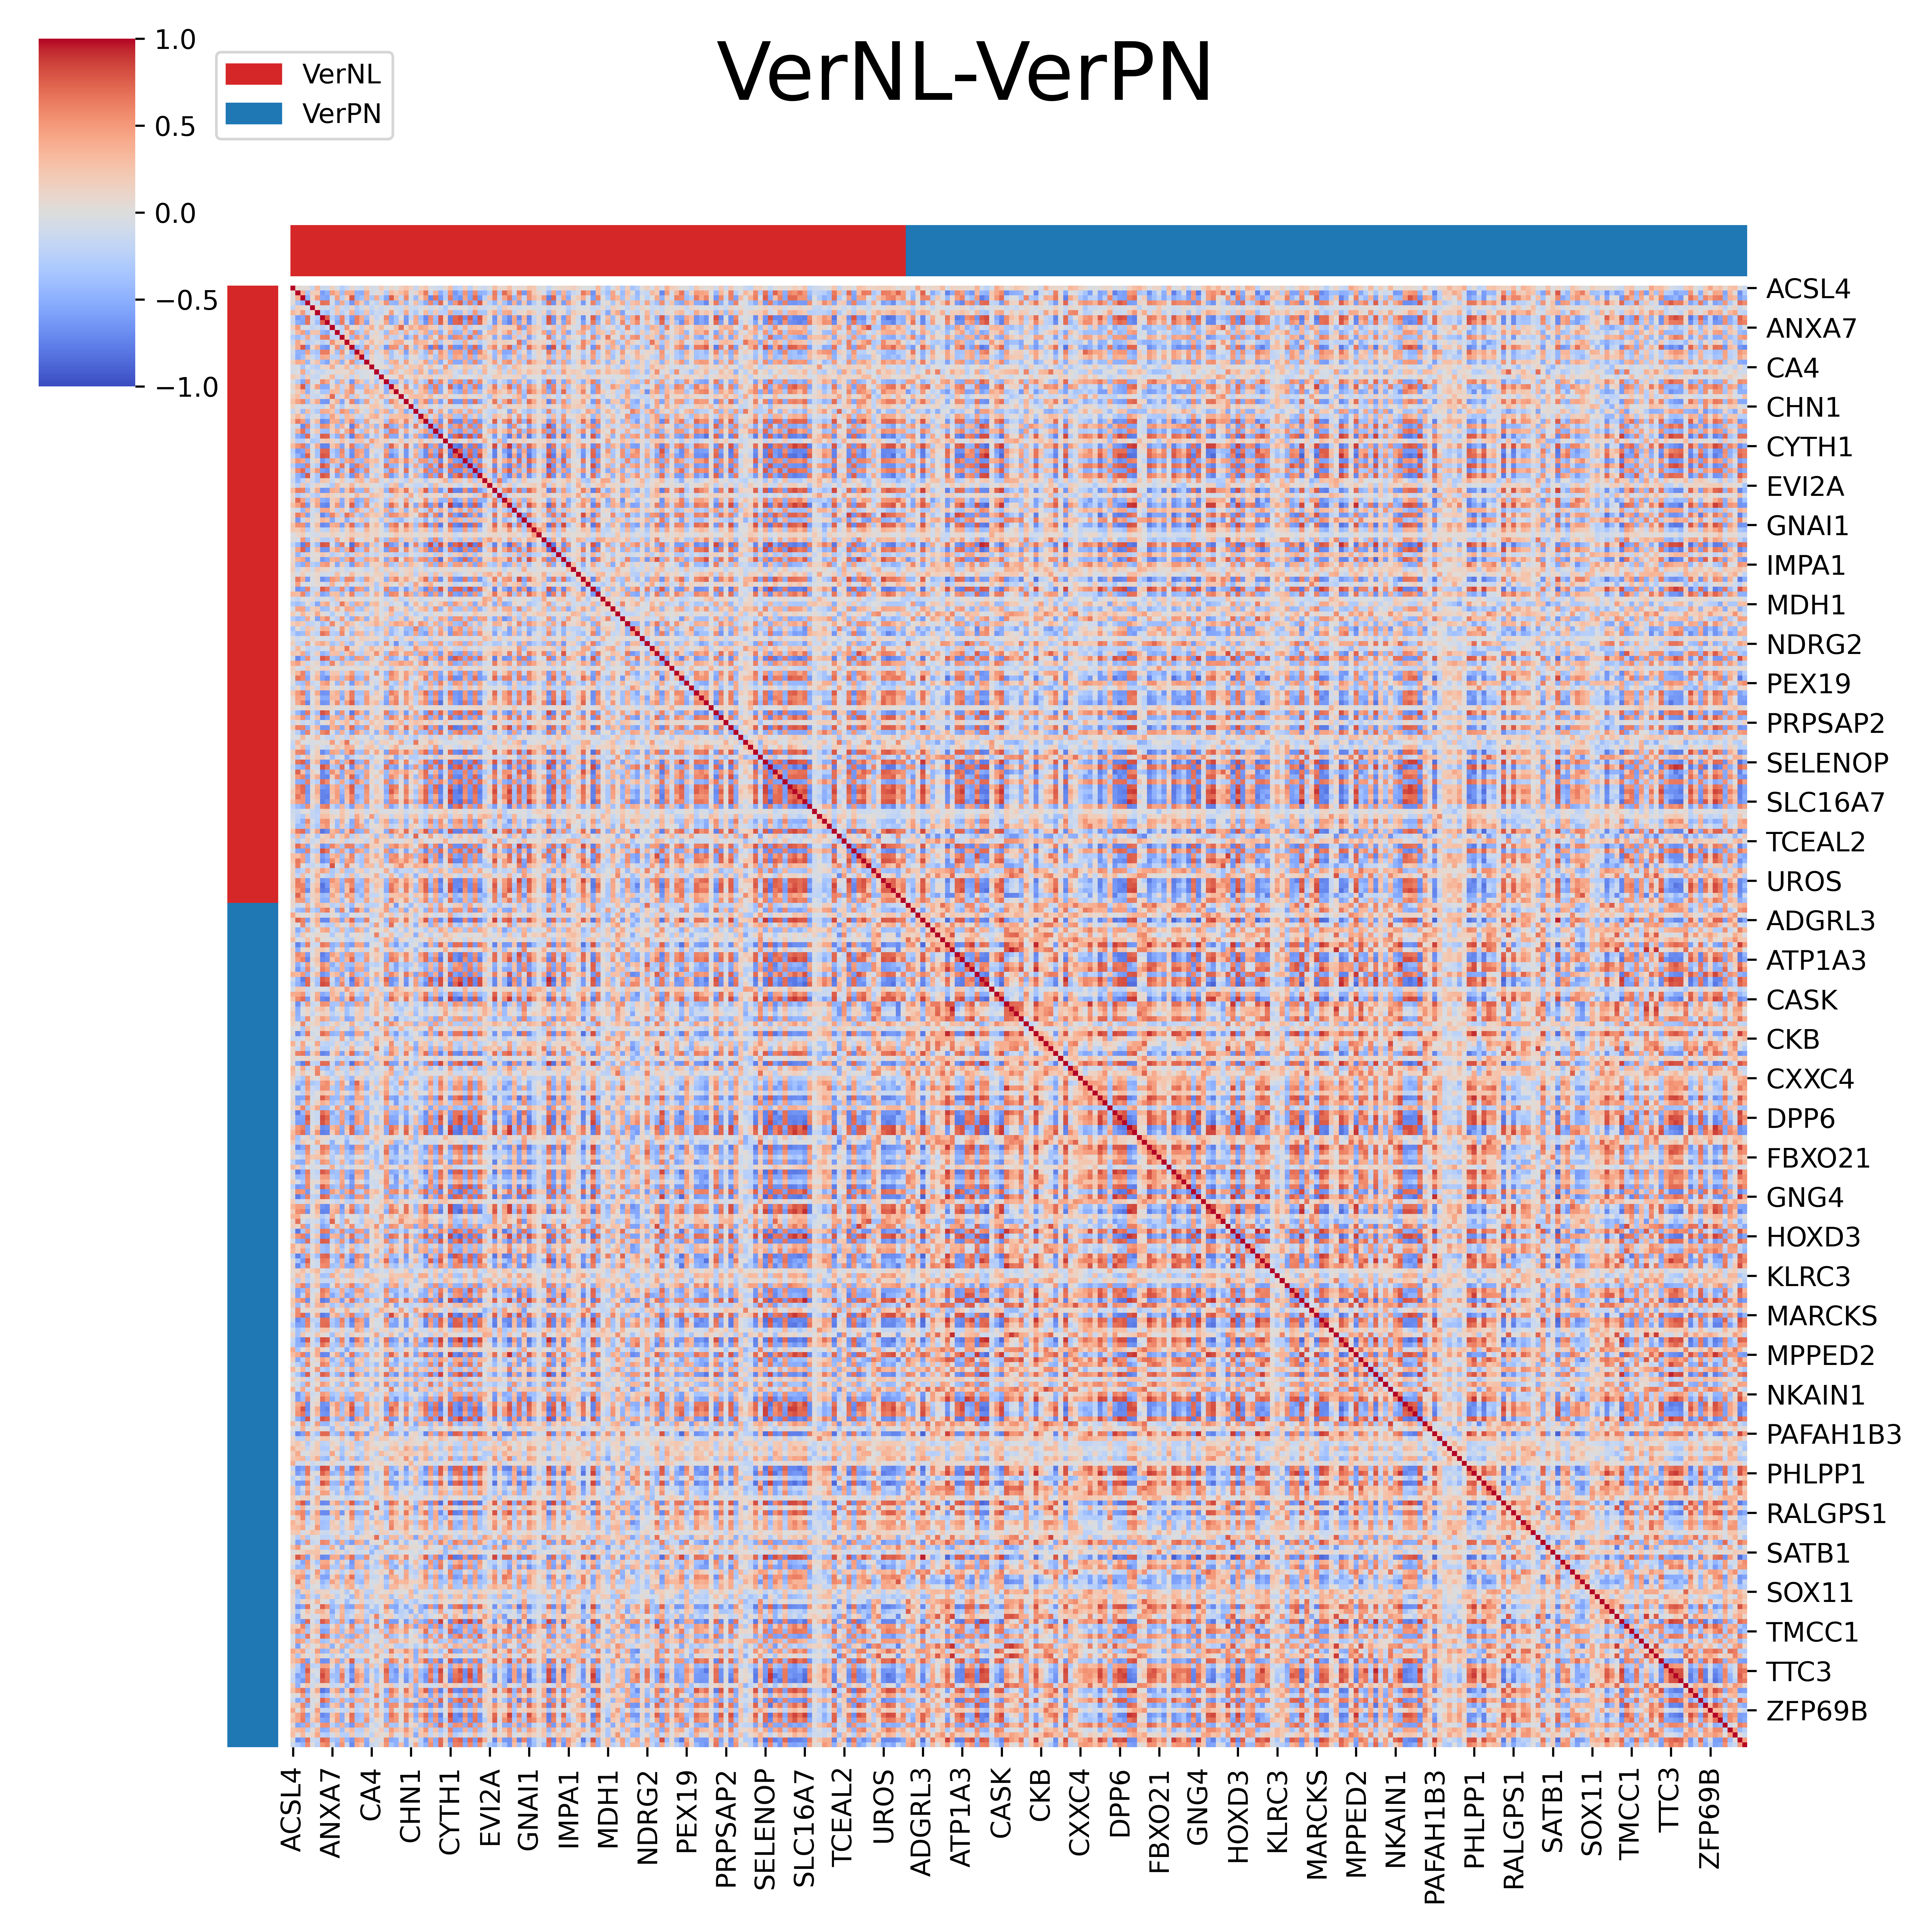 VerNL-VerPN
1.0
0.5
0.0
−0.5
−1.0
VerNL
VerPN
ACSL4
ANXA7
CA4
CHN1
CYTH1
EVI2A
GNAI1
IMPA1
MDH1
NDRG2
PEX19
PRPSAP2
SELENOP
SLC16A7
TCEAL2
UROS
ADGRL3
ATP1A3
CASK
CKB
CXXC4
DPP6
FBXO21
GNG4
HOXD3
KLRC3
MARCKS
MPPED2
NKAIN1
PAFAH1B3
PHLPP1
RALGPS1
SATB1
SOX11
TMCC1
TTC3
ZFP69B
ACSL4
ANXA7
CA4
CHN1
CYTH1
EVI2A
GNAI1
IMPA1
MDH1
NDRG2
PEX19
PRPSAP2
SELENOP
SLC16A7
TCEAL2
UROS
ADGRL3
ATP1A3
CASK
CKB
CXXC4
DPP6
FBXO21
GNG4
HOXD3
KLRC3
MARCKS
MPPED2
NKAIN1
PAFAH1B3
PHLPP1
RALGPS1
SATB1
SOX11
TMCC1
TTC3
ZFP69B